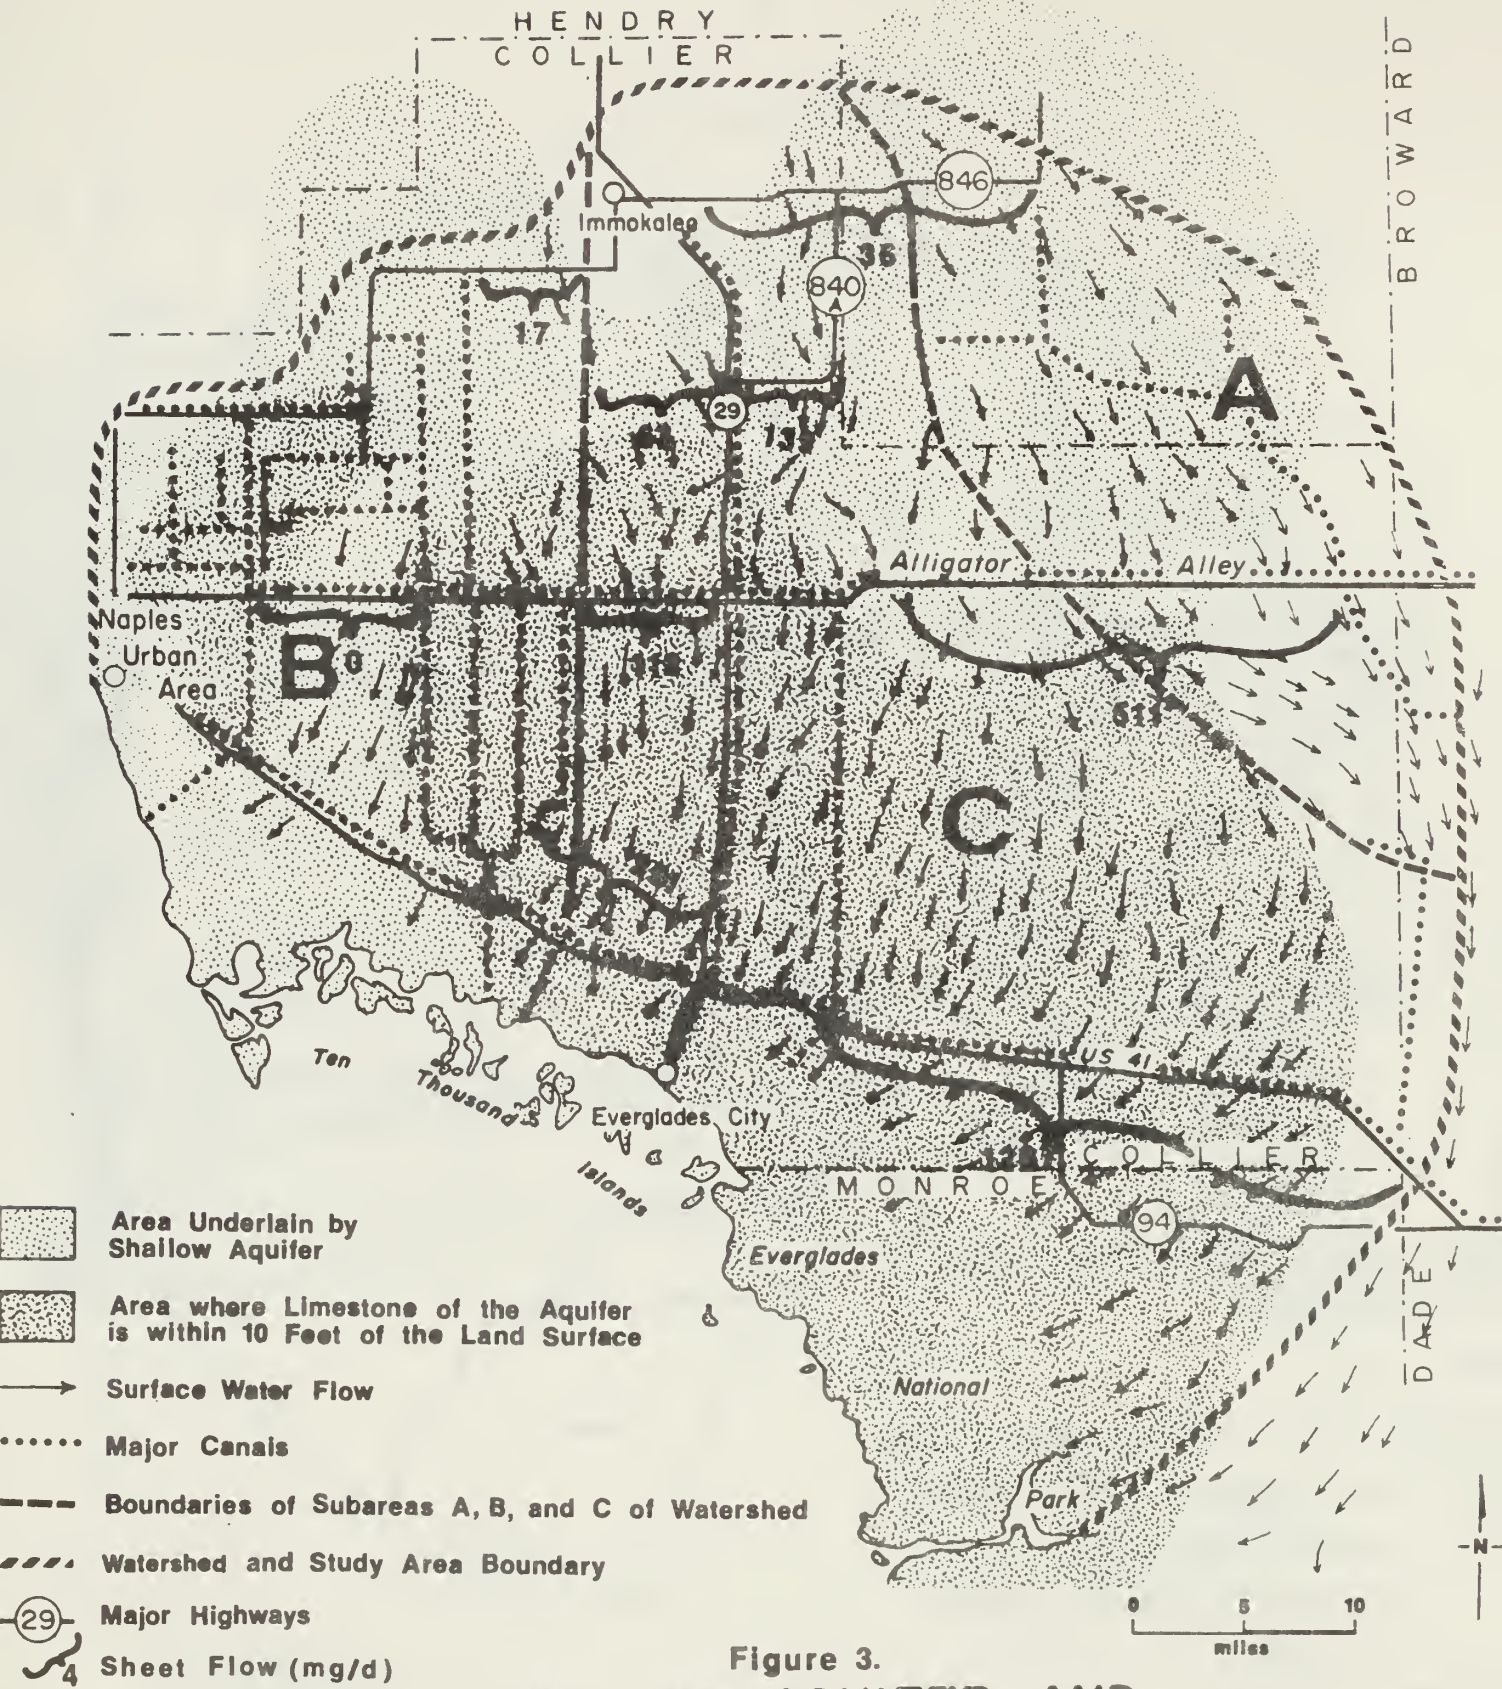 HENDRY
COLLIER
BROWARD
846
Immokalee
36
840
17
A
29
13
Alligator Alley
Naples
Urban
Area
B
C
US 41
Ten
Thousand
Islands
Everglades City
COLLIER
MONROE
94
Everglades
DADE
National
Park
Area Underlain by
Shallow Aquifer
Area where Limestone of the Aquifer
is within 10 Feet of the Land Surface
Surface Water Flow
Major Canals
Boundaries of Subareas A, B, and C of Watershed
Watershed and Study Area Boundary
29 Major Highways
4 Sheet Flow (mg/d)
N
0 5 10
miles
Figure 3.